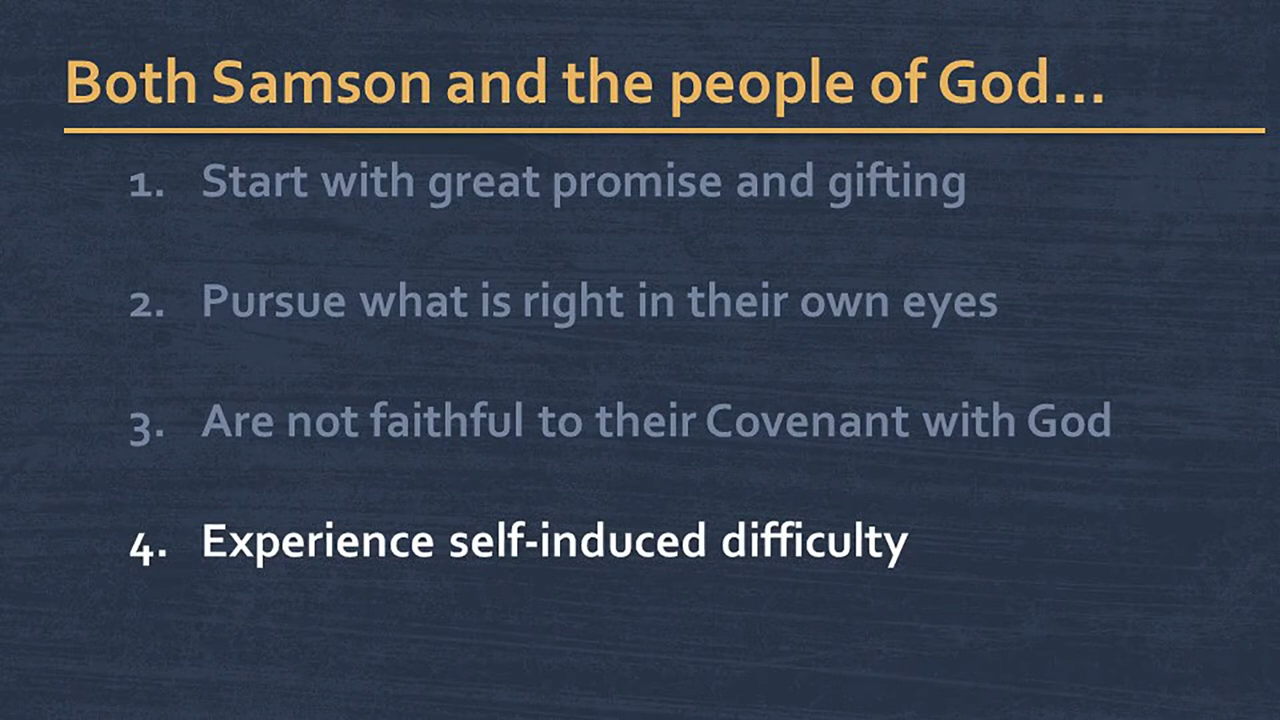 Both Samson and the people of God...
1. Start with great promise and gifting
2. Pursue what is right in their own eyes
3. Are not faithful to their Covenant with God
4. Experience self-induced difficulty